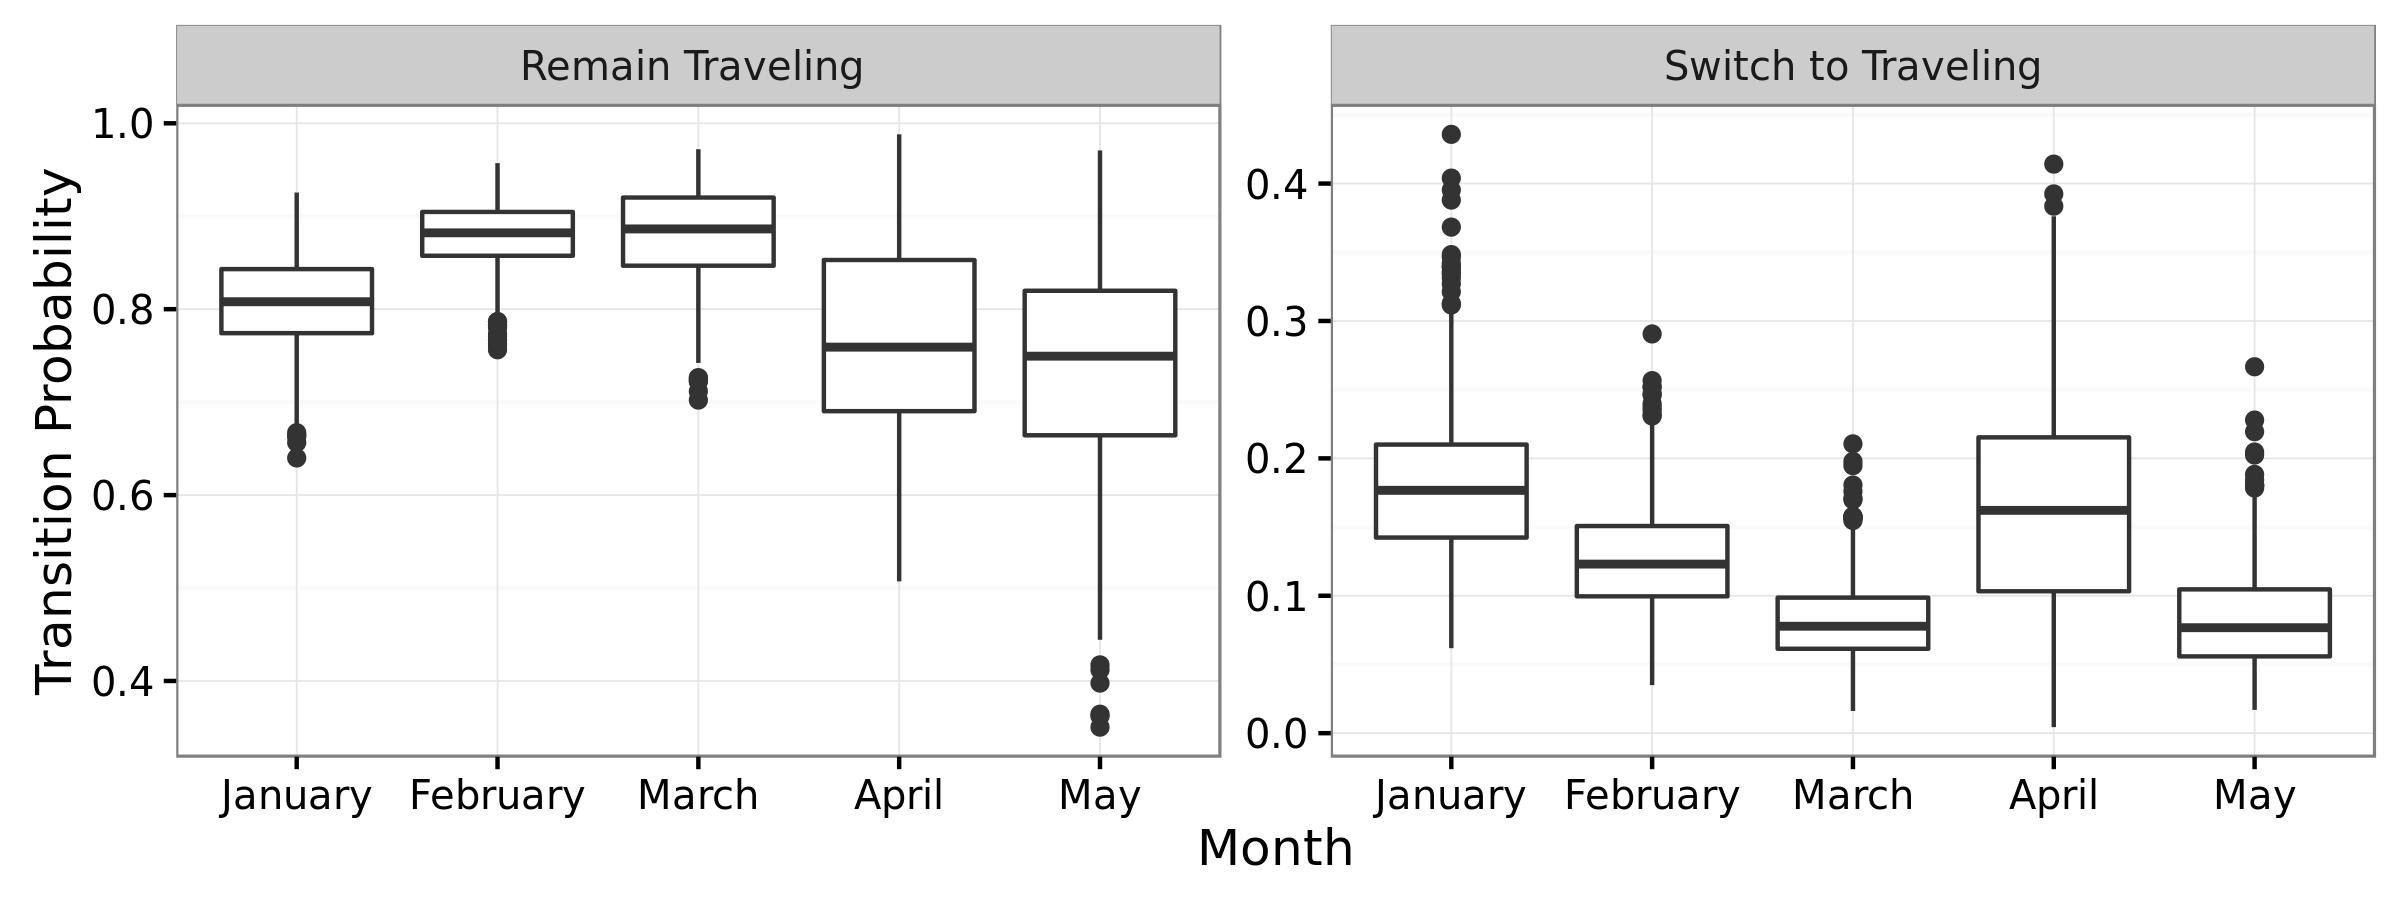 Remain Traveling
Switch to Traveling
Transition Probability
1.0
0.8
0.6
0.4
0.4
0.3
0.2
0.1
0.0
January February March April May
January February March April May
Month